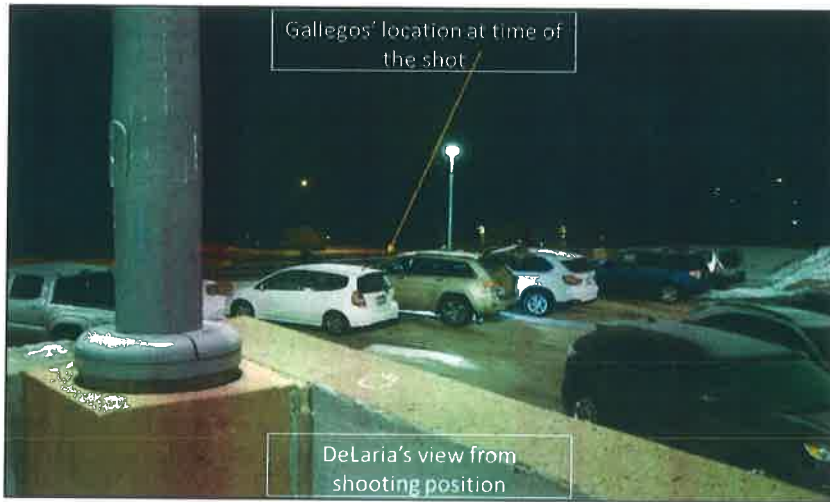 Gallegos' location at time of
the shot
DeLaria's view from
shooting position